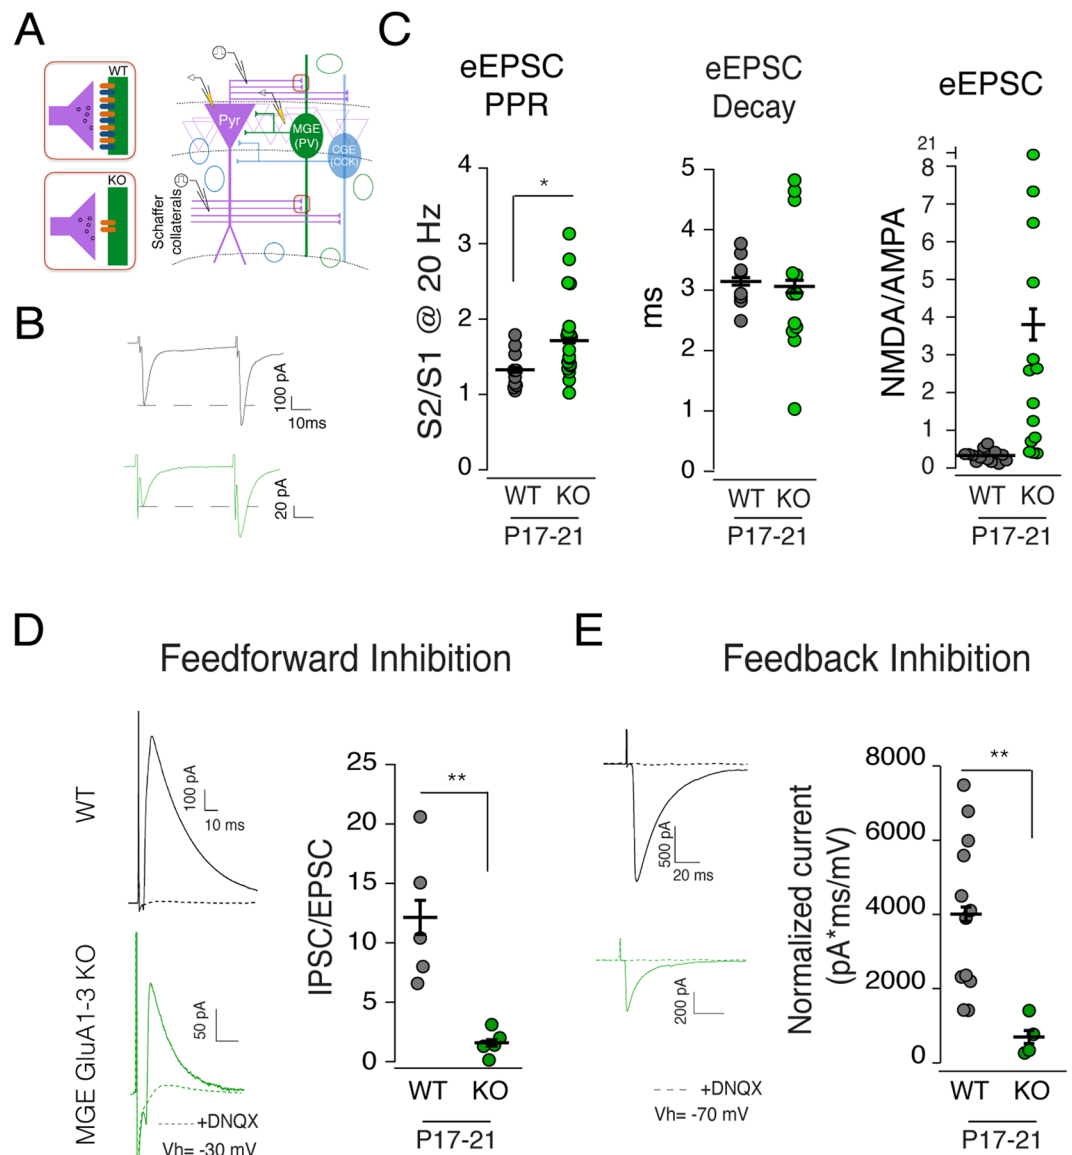 A
WT
KO
Pyr
MGE
(PV)
CGE
(CCK)
Schaffer
collaterals
B
100 pA
10ms
20 pA
C
eEPSC
PPR
S2/S1 @ 20 Hz
4
3
2
1
0
*
WT KO
P17-21
eEPSC
Decay
ms
5
4
3
2
1
0
WT KO
P17-21
eEPSC
NMDA/AMPA
21
8
7
6
5
4
3
2
1
0
WT KO
P17-21
D
Feedforward Inhibition
WT
100 pA
10 ms
MGE GluA1-3 KO
50 pA
+DNQX
Vh= -30 mV
IPSC/EPSC
25
20
15
10
5
0
**
WT KO
P17-21
E
Feedback Inhibition
500 pA
20 ms
200 pA
+DNQX
Vh= -70 mV
Normalized current
(pA*ms/mV)
8000
6000
4000
2000
0
**
WT KO
P17-21